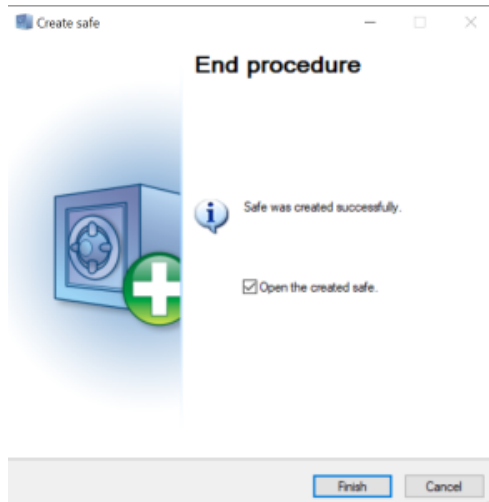 Create safe
End procedure
Safe was created successfully.
Open the created safe.
Finish
Cancel